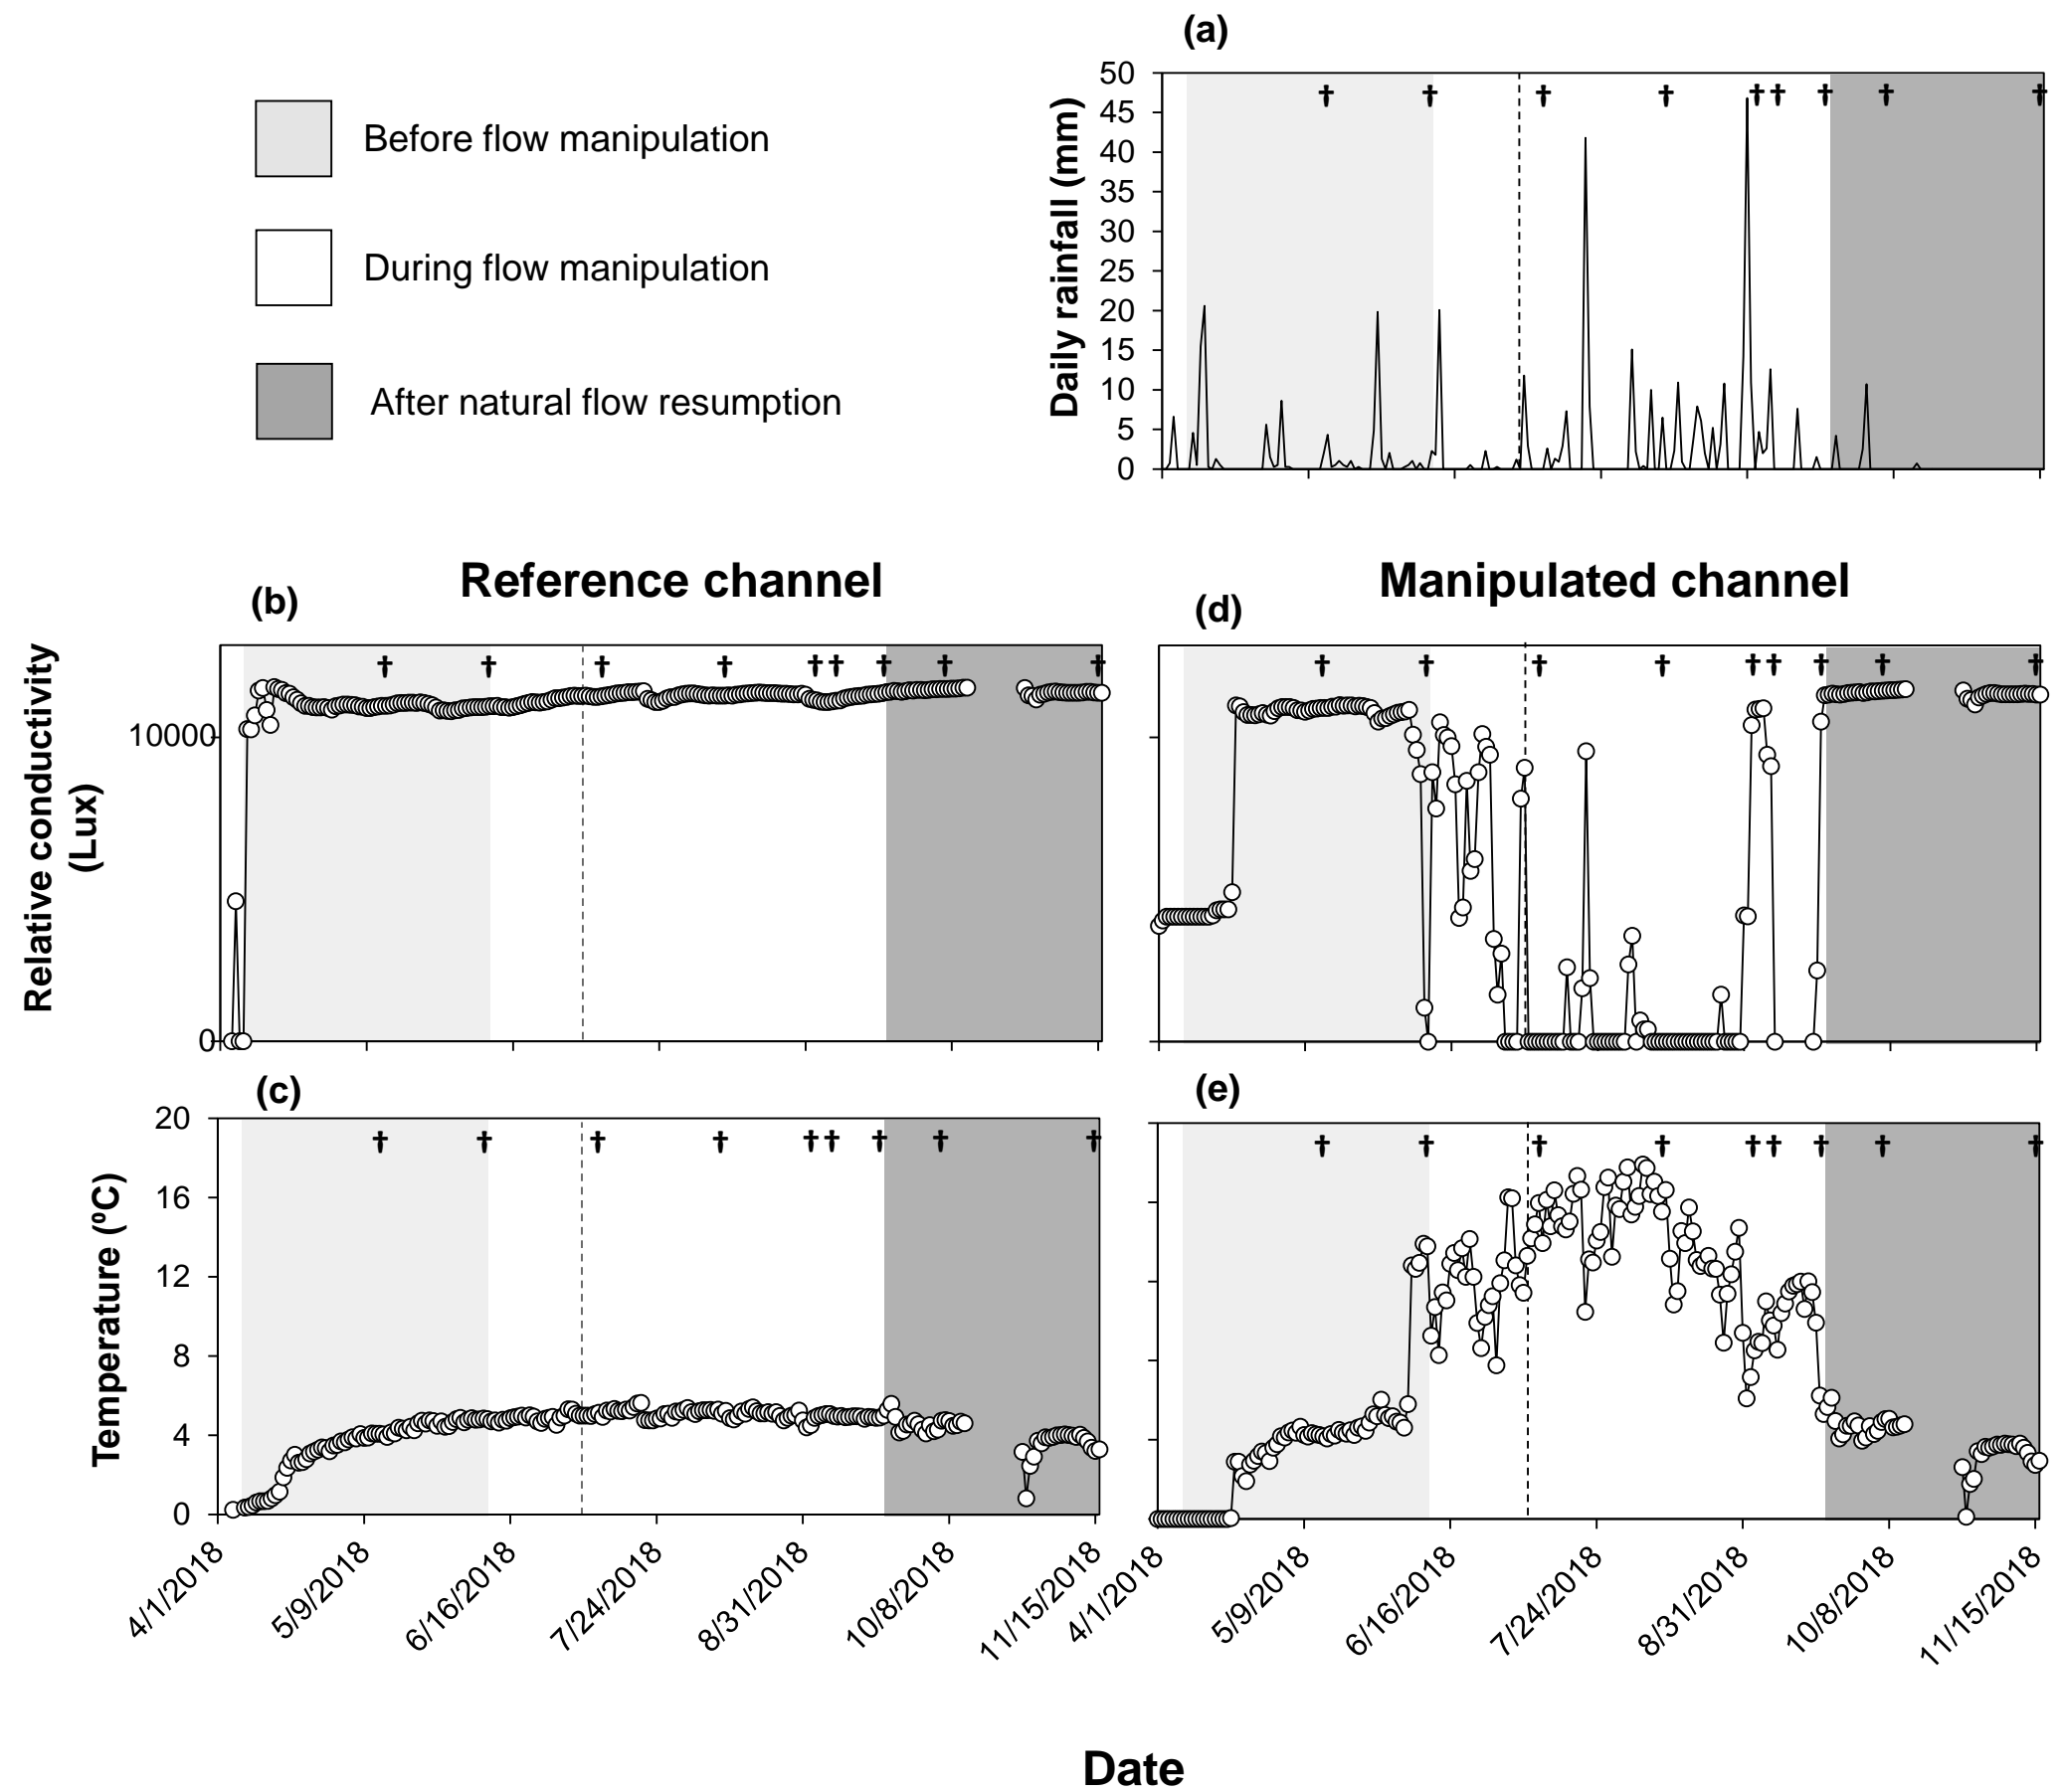 (a)
Before flow manipulation
During flow manipulation
After natural flow resumption
Daily rainfall (mm)
50
45
40
35
30
25
20
15
10
5
0
† † † † † † † † †
Reference channel
Manipulated channel
(b)
Relative conductivity
(Lux)
10000
0
† † † † † † † † †
(d)
† † † † † † † † †
(c)
Temperature (ºC)
20
16
12
8
4
0
† † † † † † † † †
4/1/2018
5/9/2018
6/16/2018
7/24/2018
8/31/2018
10/8/2018
11/15/2018
(e)
† † † † † † † † †
4/1/2018
5/9/2018
6/16/2018
7/24/2018
8/31/2018
10/8/2018
11/15/2018
Date